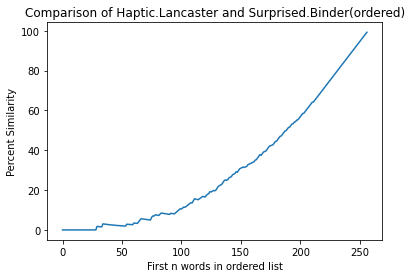 Comparison of Haptic.Lancaster and Surprised.Binder(ordered)
100
80
60
40
20
0
Percent Similarity
0 50 100 150 200 250
First n words in ordered list